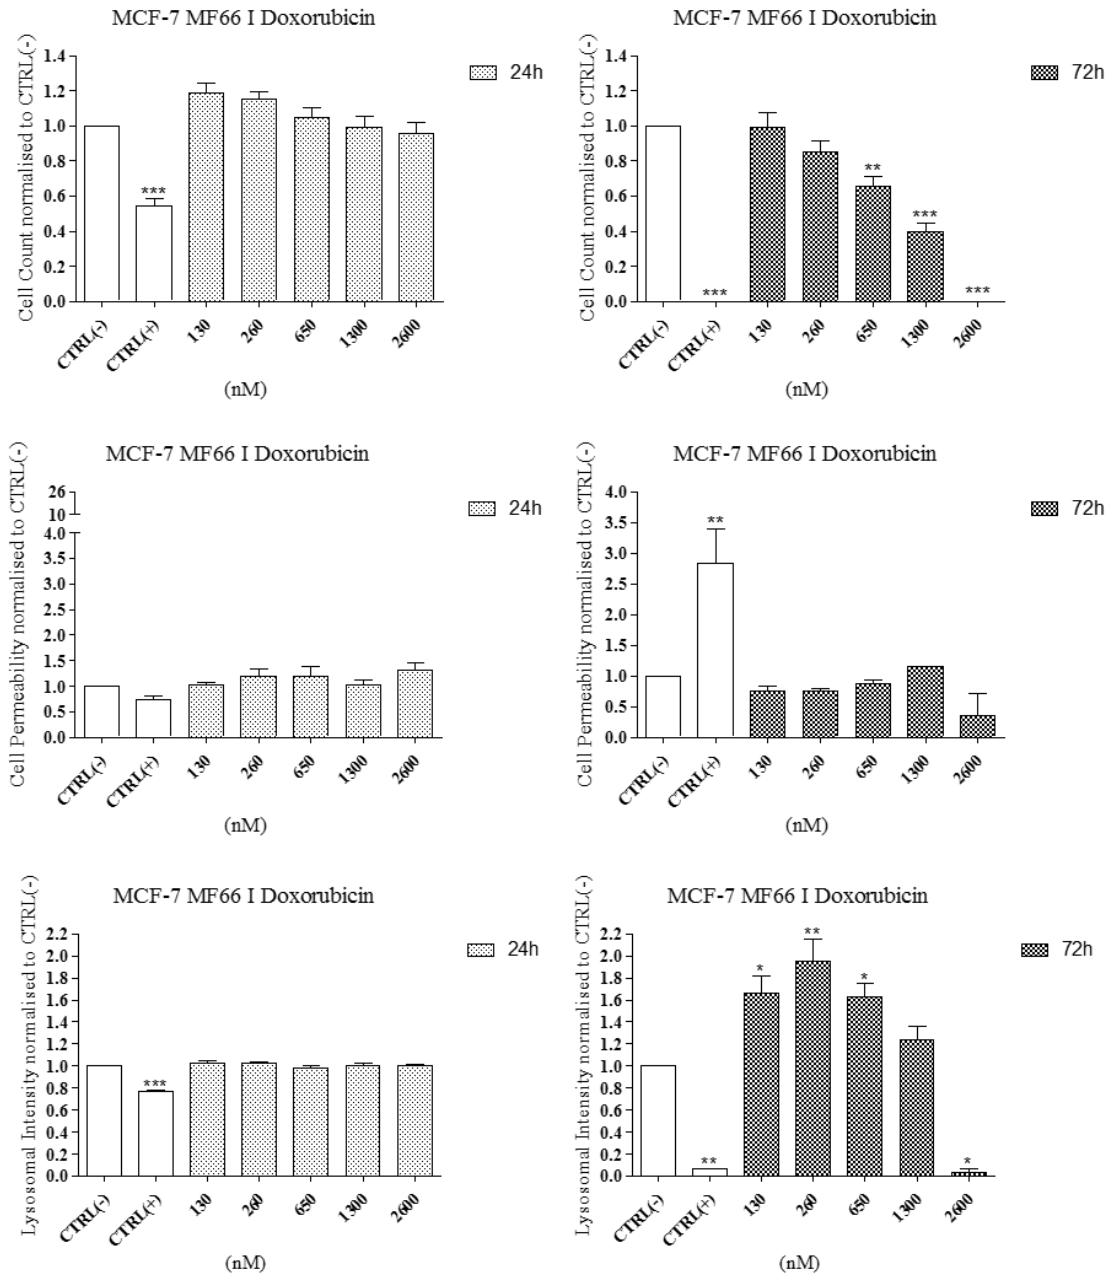 MCF-7 MF66 I Doxorubicin
Cell Count normalised to CTRL(-)
1.4
1.2
1.0
0.8
0.6
0.4
0.2
0.0
***
24h
CTRL(-)
CTRL(+)
130
260
650
1300
2600
(nM)
MCF-7 MF66 I Doxorubicin
Cell Count normalised to CTRL(-)
1.4
1.2
1.0
0.8
0.6
0.4
0.2
0.0
***
**
***
***
72h
CTRL(-)
CTRL(+)
130
260
650
1300
2600
(nM)
MCF-7 MF66 I Doxorubicin
Cell Permeability normalised to CTRL(-)
26
10
4.0
3.5
3.0
2.5
2.0
1.5
1.0
0.5
0.0
24h
CTRL(-)
CTRL(+)
130
260
650
1300
2600
(nM)
MCF-7 MF66 I Doxorubicin
Cell Permeability normalised to CTRL(-)
4.0
3.5
3.0
2.5
2.0
1.5
1.0
0.5
0.0
**
72h
CTRL(-)
CTRL(+)
130
260
650
1300
2600
(nM)
MCF-7 MF66 I Doxorubicin
Lysosomal Intensity normalised to CTRL(-)
2.2
2.0
1.8
1.6
1.4
1.2
1.0
0.8
0.6
0.4
0.2
0.0
***
24h
CTRL(-)
CTRL(+)
130
260
650
1300
2600
(nM)
MCF-7 MF66 I Doxorubicin
Lysosomal Intensity normalised to CTRL(-)
2.2
2.0
1.8
1.6
1.4
1.2
1.0
0.8
0.6
0.4
0.2
0.0
**
*
**
*
*
72h
CTRL(-)
CTRL(+)
130
260
650
1300
2600
(nM)